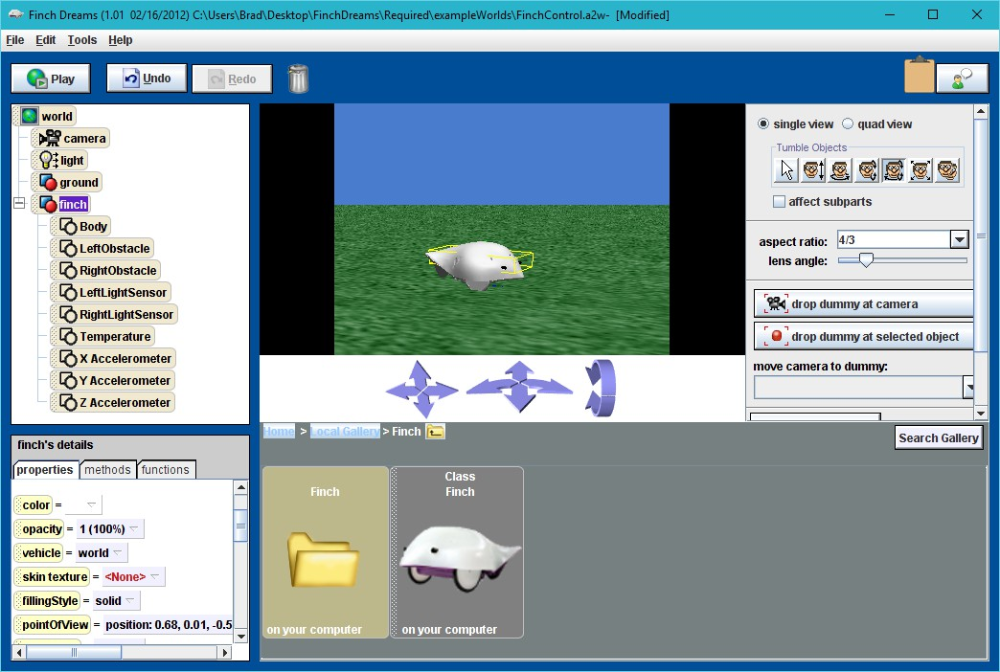 Finch Dreams (1.01 02/16/2012) C:\Users\Brad\Desktop\FinchDreams\Required\exampleWorlds\FinchControl.a2w- [Modified]
File Edit Tools Help
Play Undo Redo
world
camera
light
ground
finch
Body
LeftObstacle
RightObstacle
LeftLightSensor
RightLightSensor
Temperature
X Accelerometer
Y Accelerometer
Z Accelerometer
finch's details
properties methods functions
color =
opacity = 1 (100%)
vehicle = world
skin texture = <None>
fillingStyle = solid
pointOfView = position: 0.68, 0.01, -0.5
single view quad view
Tumble Objects
affect subparts
aspect ratio: 4/3
lens angle:
drop dummy at camera
drop dummy at selected object
move camera to dummy:
Home > Local Gallery > Finch
Search Gallery
Finch
on your computer
Class
Finch
on your computer